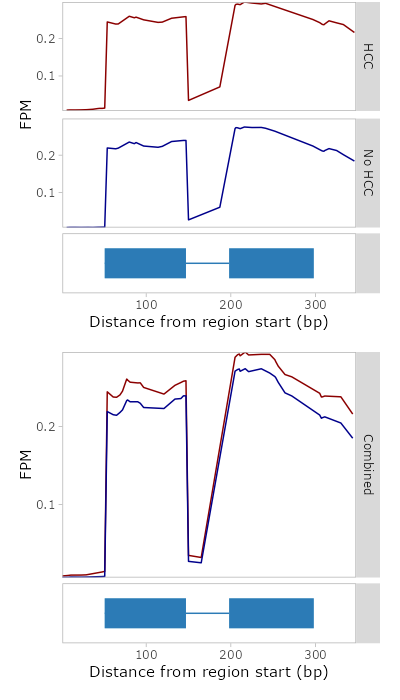 0.2
0.1
HCC
FPM
0.2
0.1
No HCC
100 200 300
Distance from region start (bp)
0.2
0.1
FPM
Combined
100 200 300
Distance from region start (bp)